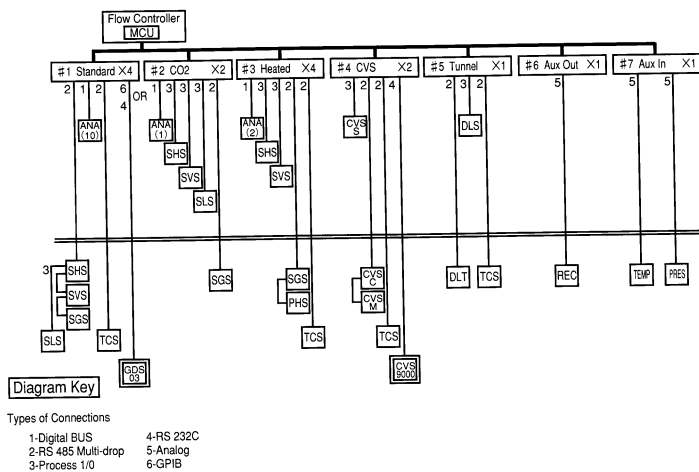 Flow Controller
MCU
#1 Standard X4
#2 CO2 X2
#3 Heated X4
#4 CVS X2
#5 Tunnel X1
#6 Aux Out X1
#7 Aux In X1
2 1 2 6 OR
4
1 3 3 3 2
1 3 3 2 2 2
3 2 2 4
2 3 2
5
5 5
ANA
(10)
ANA
(1)
SHS
SVS
SLS
ANA
(2)
SHS
SVS
CVS
S
DLS
3
SHS
SVS
SGS
SLS
TCS
GDS
03
SGS
SGS
PHS
TCS
CVS
C
CVS
M
TCS
CVS
9000
DLT
TCS
REC
TEMP
PRES
Diagram Key
Types of Connections
1-Digital BUS
2-RS 485 Multi-drop
3-Process 1/0
4-RS 232C
5-Analog
6-GPIB